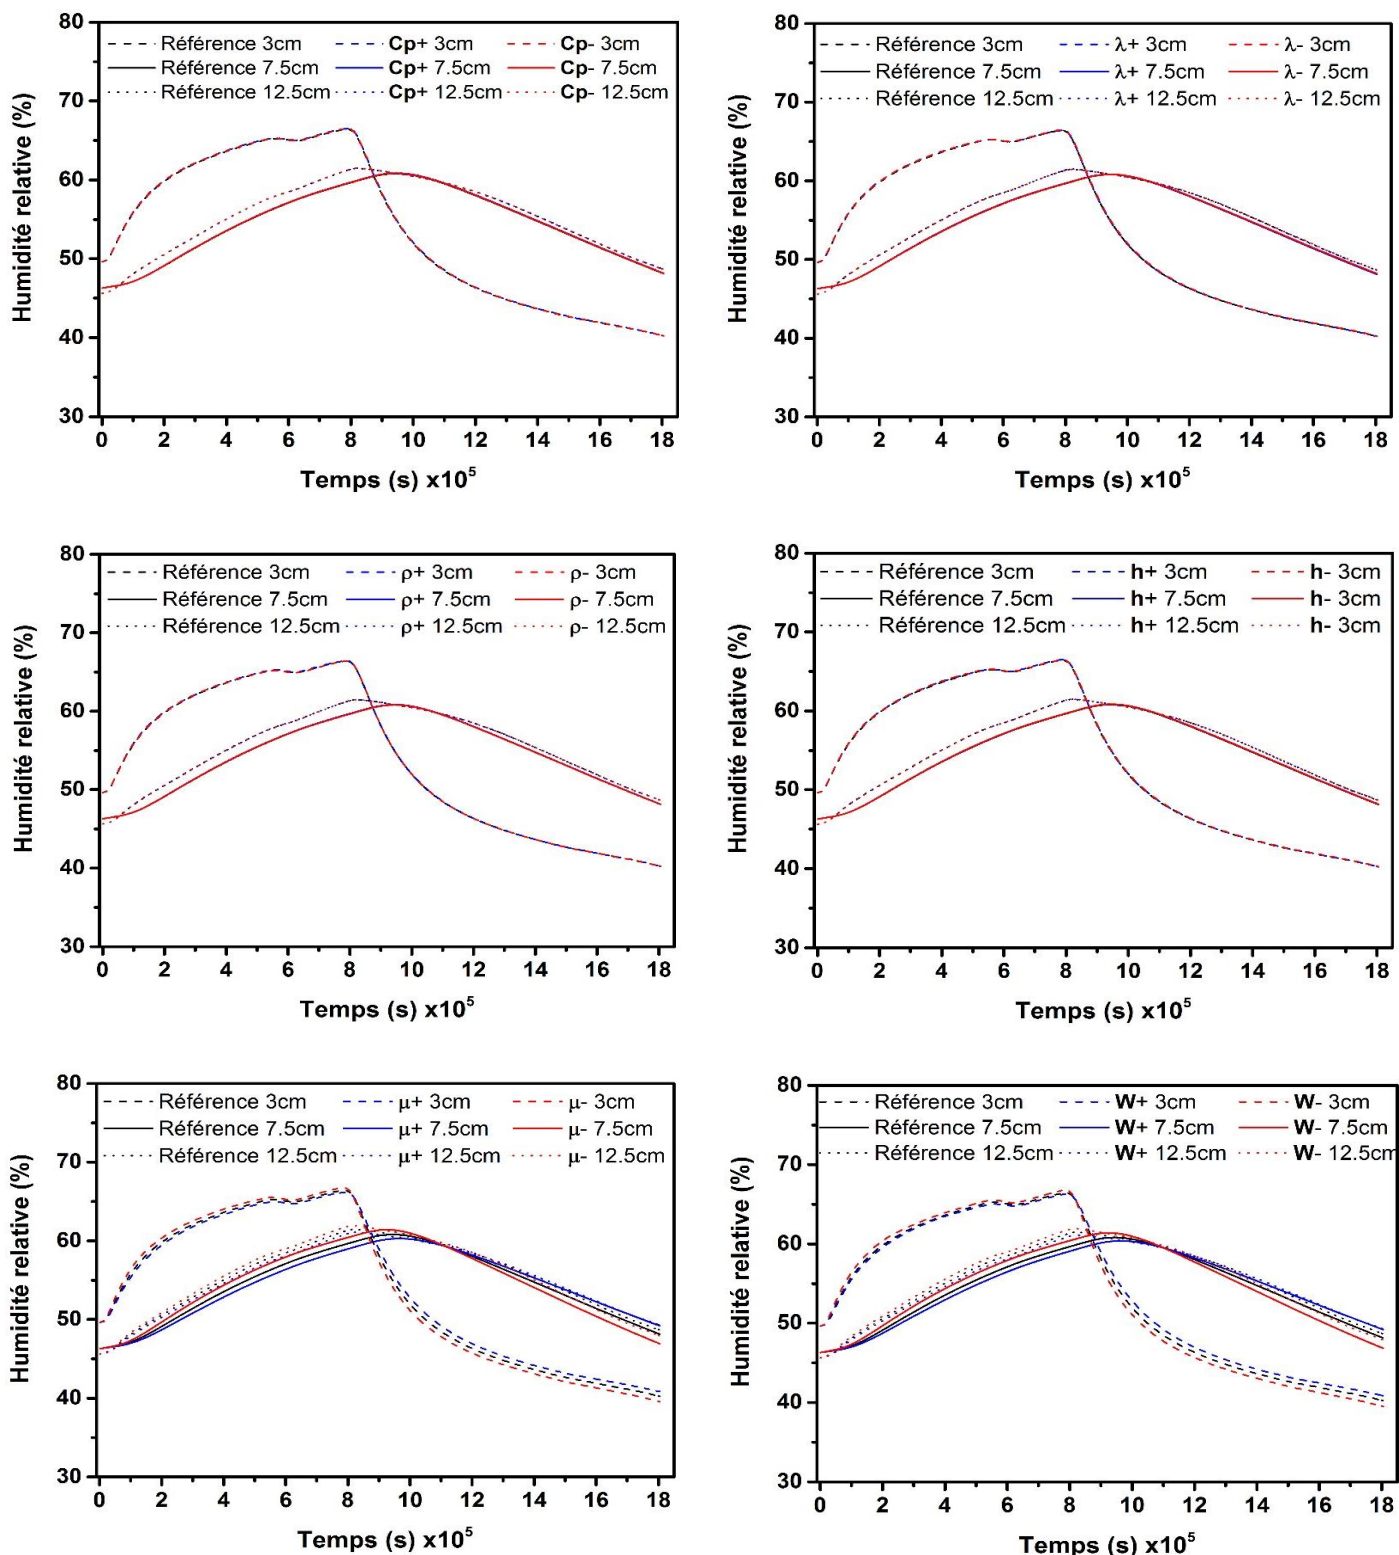 Référence 3cm Cp+ 3cm Cp- 3cm
Référence 7.5cm Cp+ 7.5cm Cp- 7.5cm
Référence 12.5cm Cp+ 12.5cm Cp- 12.5cm
80
70
60
50
40
30
Humidité relative (%)
0 2 4 6 8 10 12 14 16 18
Temps (s) x10⁵
Référence 3cm λ+ 3cm λ- 3cm
Référence 7.5cm λ+ 7.5cm λ- 7.5cm
Référence 12.5cm λ+ 12.5cm λ- 12.5cm
80
70
60
50
40
30
Humidité relative (%)
0 2 4 6 8 10 12 14 16 18
Temps (s) x10⁵
Référence 3cm ρ+ 3cm ρ- 3cm
Référence 7.5cm ρ+ 7.5cm ρ- 7.5cm
Référence 12.5cm ρ+ 12.5cm ρ- 12.5cm
80
70
60
50
40
30
Humidité relative (%)
0 2 4 6 8 10 12 14 16 18
Temps (s) x10⁵
Référence 3cm h+ 3cm h- 3cm
Référence 7.5cm h+ 7.5cm h- 3cm
Référence 12.5cm h+ 12.5cm h- 3cm
80
70
60
50
40
30
Humidité relative (%)
0 2 4 6 8 10 12 14 16 18
Temps (s) x10⁵
Référence 3cm μ+ 3cm μ- 3cm
Référence 7.5cm μ+ 7.5cm μ- 7.5cm
Référence 12.5cm μ+ 12.5cm μ- 12.5cm
80
70
60
50
40
30
Humidité relative (%)
0 2 4 6 8 10 12 14 16 18
Temps (s) x10⁵
Référence 3cm W+ 3cm W- 3cm
Référence 7.5cm W+ 7.5cm W- 7.5cm
Référence 12.5cm W+ 12.5cm W- 12.5cm
80
70
60
50
40
30
Humidité relative (%)
0 2 4 6 8 10 12 14 16 18
Temps (s) x10⁵